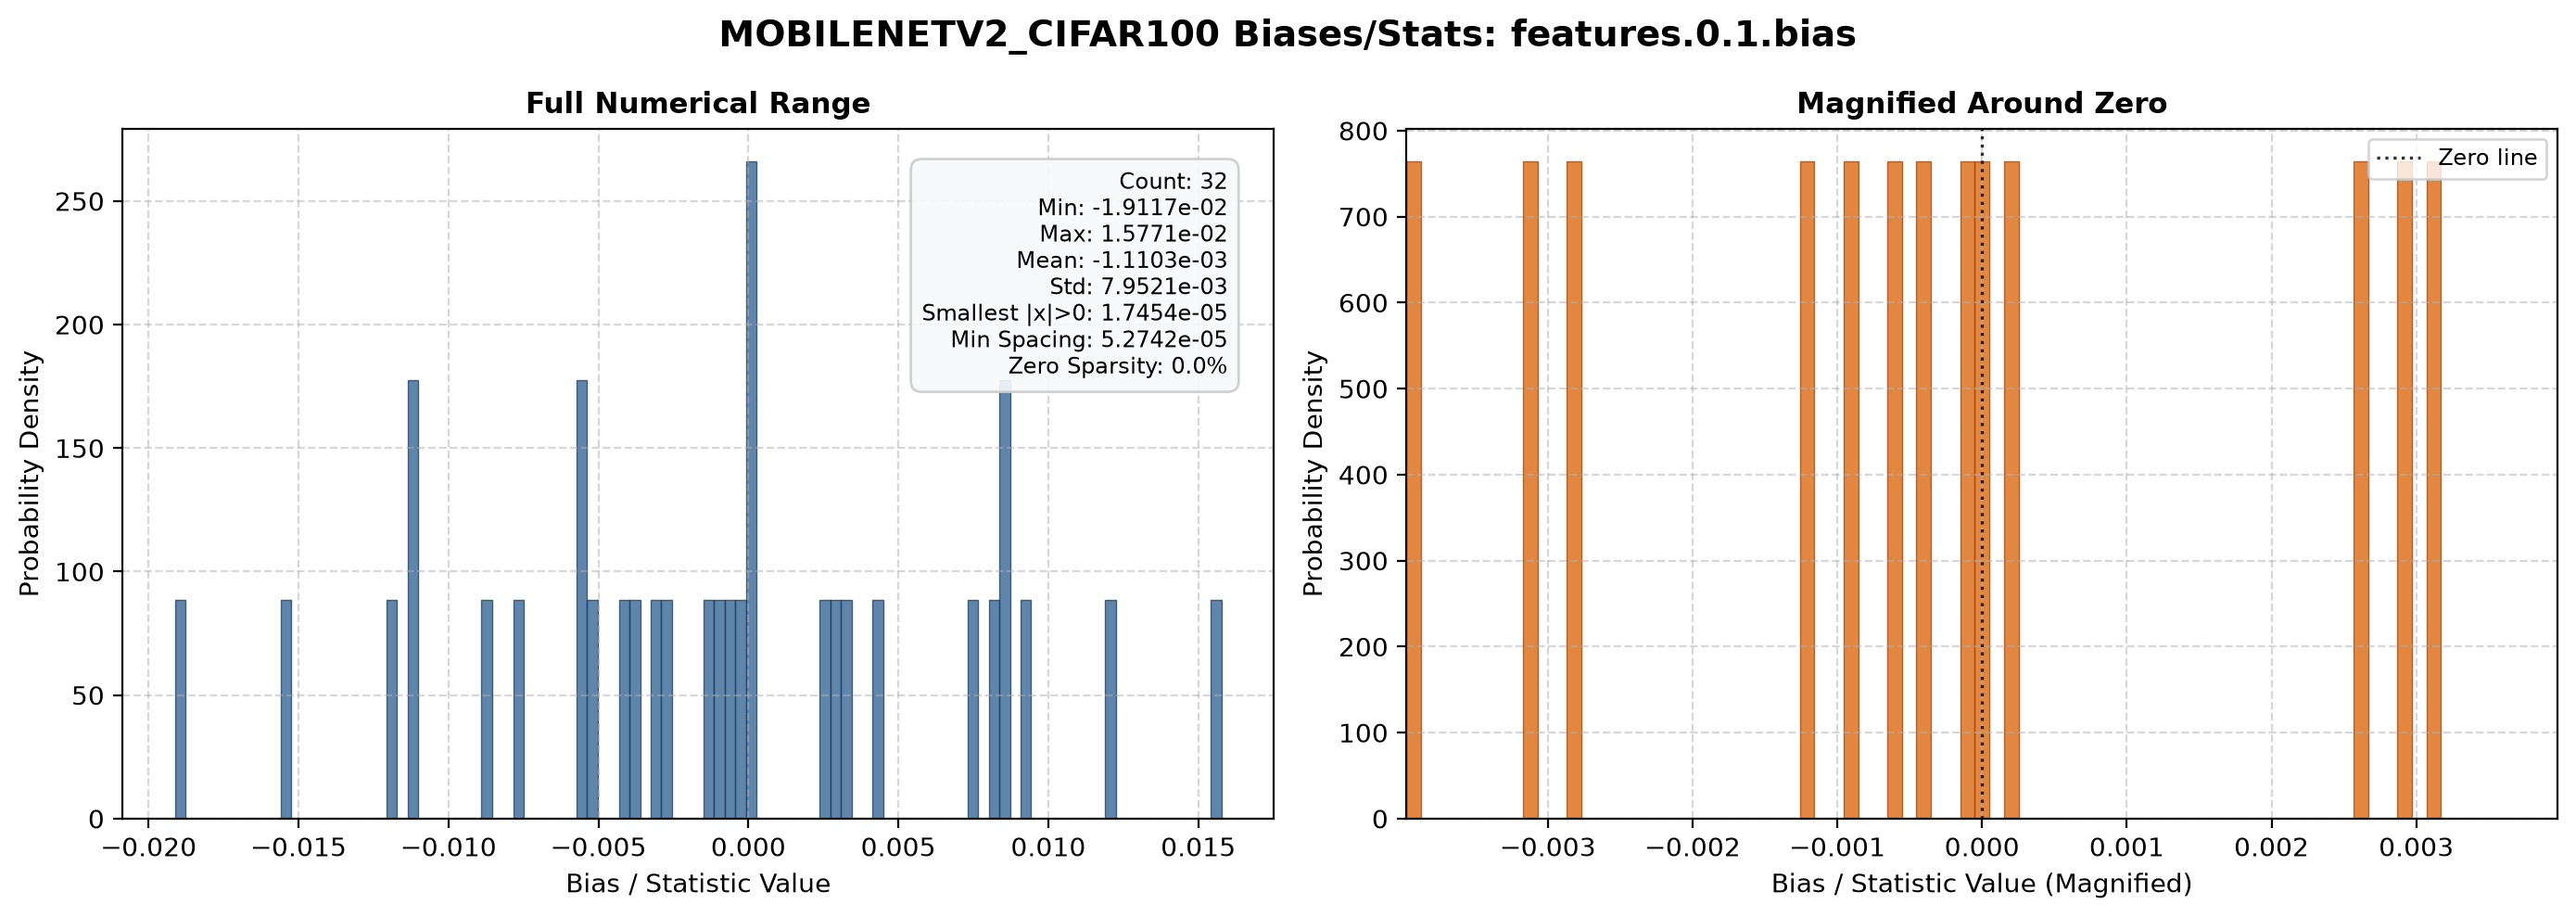 MOBILENETV2_CIFAR100 Biases/Stats: features.0.1.bias
Full Numerical Range
Probability Density
250
200
150
100
50
0
Count: 32
Min: -1.9117e-02
Max: 1.5771e-02
Mean: -1.1103e-03
Std: 7.9521e-03
Smallest |x|>0: 1.7454e-05
Min Spacing: 5.2742e-05
Zero Sparsity: 0.0%
−0.020 −0.015 −0.010 −0.005 0.000 0.005 0.010 0.015
Bias / Statistic Value
Magnified Around Zero
Probability Density
800
700
600
500
400
300
200
100
0
Zero line
−0.003 −0.002 −0.001 0.000 0.001 0.002 0.003
Bias / Statistic Value (Magnified)